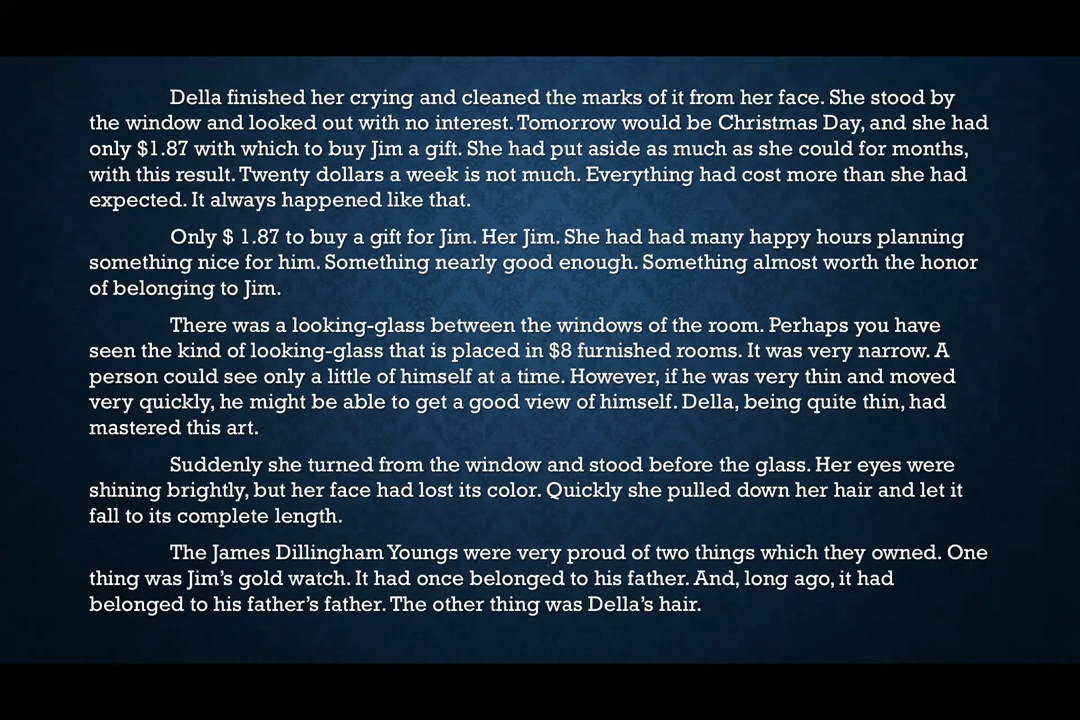 Della finished her crying and cleaned the marks of it from her face. She stood by
the window and looked out with no interest. Tomorrow would be Christmas Day, and she had
only $1.87 with which to buy Jim a gift. She had put aside as much as she could for months,
with this result. Twenty dollars a week is not much. Everything had cost more than she had
expected. It always happened like that.
Only $ 1.87 to buy a gift for Jim. Her Jim. She had had many happy hours planning
something nice for him. Something nearly good enough. Something almost worth the honor
of belonging to Jim.
There was a looking-glass between the windows of the room. Perhaps you have
seen the kind of looking-glass that is placed in $8 furnished rooms. It was very narrow. A
person could see only a little of himself at a time. However, if he was very thin and moved
very quickly, he might be able to get a good view of himself. Della, being quite thin, had
mastered this art.
Suddenly she turned from the window and stood before the glass. Her eyes were
shining brightly, but her face had lost its color. Quickly she pulled down her hair and let it
fall to its complete length.
The James Dillingham Youngs were very proud of two things which they owned. One
thing was Jim's gold watch. It had once belonged to his father. And, long ago, it had
belonged to his father's father. The other thing was Della's hair.